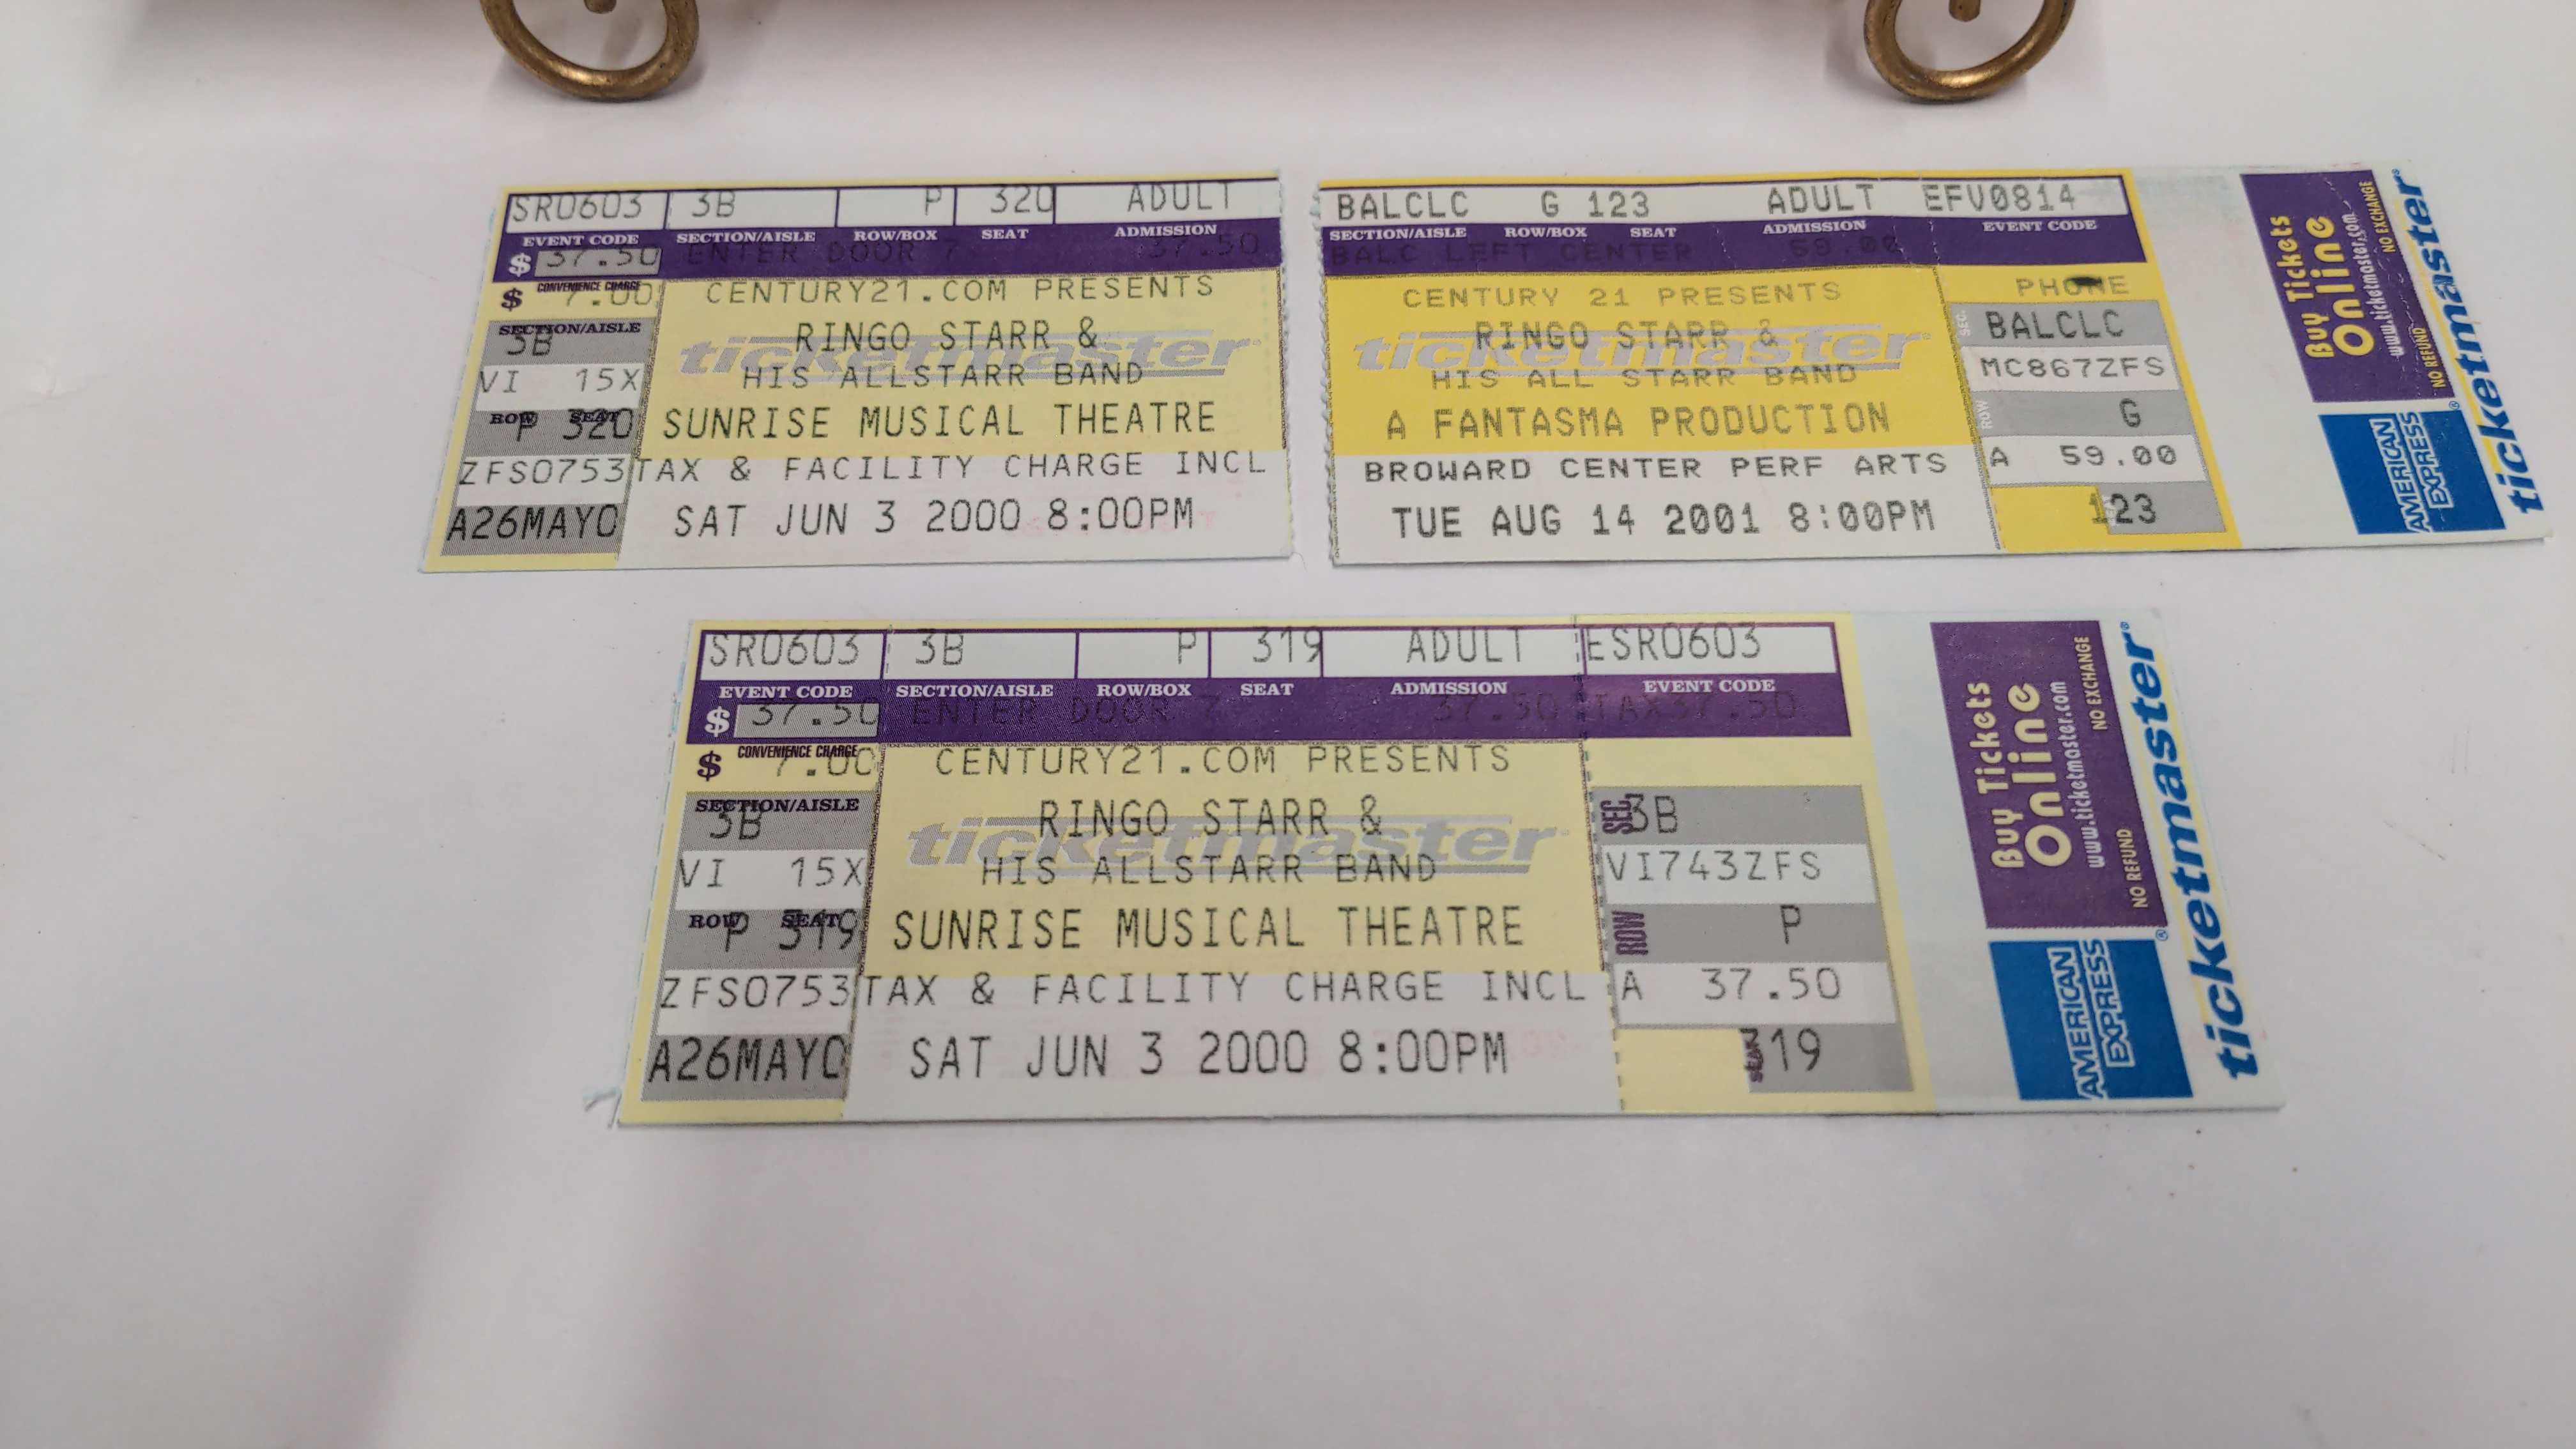 SR0603 3B P 320 ADULT
EVENT CODE SECTION/AISLE ROW/BOX SEAT ADMISSION
$ 37.50 ENTER DOOR 7 37.50
CONVENIENCE CHARGE
$ 7.00 CENTURY21.COM PRESENTS
SECTION/AISLE
3B RINGO STARR &
ticketmaster
VI 15X HIS ALLSTARR BAND
ROW SEAT
P 320 SUNRISE MUSICAL THEATRE
ZFS0753 TAX & FACILITY CHARGE INCL
A26MAY0 SAT JUN 3 2000 8:00PM
BALCLC G 123 ADULT EFV0814
SECTION/AISLE ROW/BOX SEAT ADMISSION EVENT CODE
BALC LEFT CENTER 59.00
CENTURY 21 PRESENTS PHONE
RINGO STARR & SEC. BALCLC
ticketmaster
HIS ALL STARR BAND MC867ZFS
A FANTASMA PRODUCTION ROW G
BROWARD CENTER PERF ARTS A 59.00
TUE AUG 14 2001 8:00PM 123
Buy Tickets
Online
www.ticketmaster.com
NO REFUND NO EXCHANGE
AMERICAN
EXPRESS
ticketmaster®
SR0603 3B P 319 ADULT ESR0603
EVENT CODE SECTION/AISLE ROW/BOX SEAT ADMISSION EVENT CODE
$ 37.50 ENTER DOOR 7 37.50 TAX37.50
CONVENIENCE CHARGE
$ 7.00 CENTURY21.COM PRESENTS
SECTION/AISLE
3B RINGO STARR & SEC. 3B
ticketmaster
VI 15X HIS ALLSTARR BAND VI743ZFS
ROW SEAT
P 319 SUNRISE MUSICAL THEATRE ROW P
ZFS0753 TAX & FACILITY CHARGE INCL A 37.50
A26MAY0 SAT JUN 3 2000 8:00PM SEAT 319
Buy Tickets
Online
www.ticketmaster.com
NO REFUND NO EXCHANGE
AMERICAN
EXPRESS
ticketmaster®